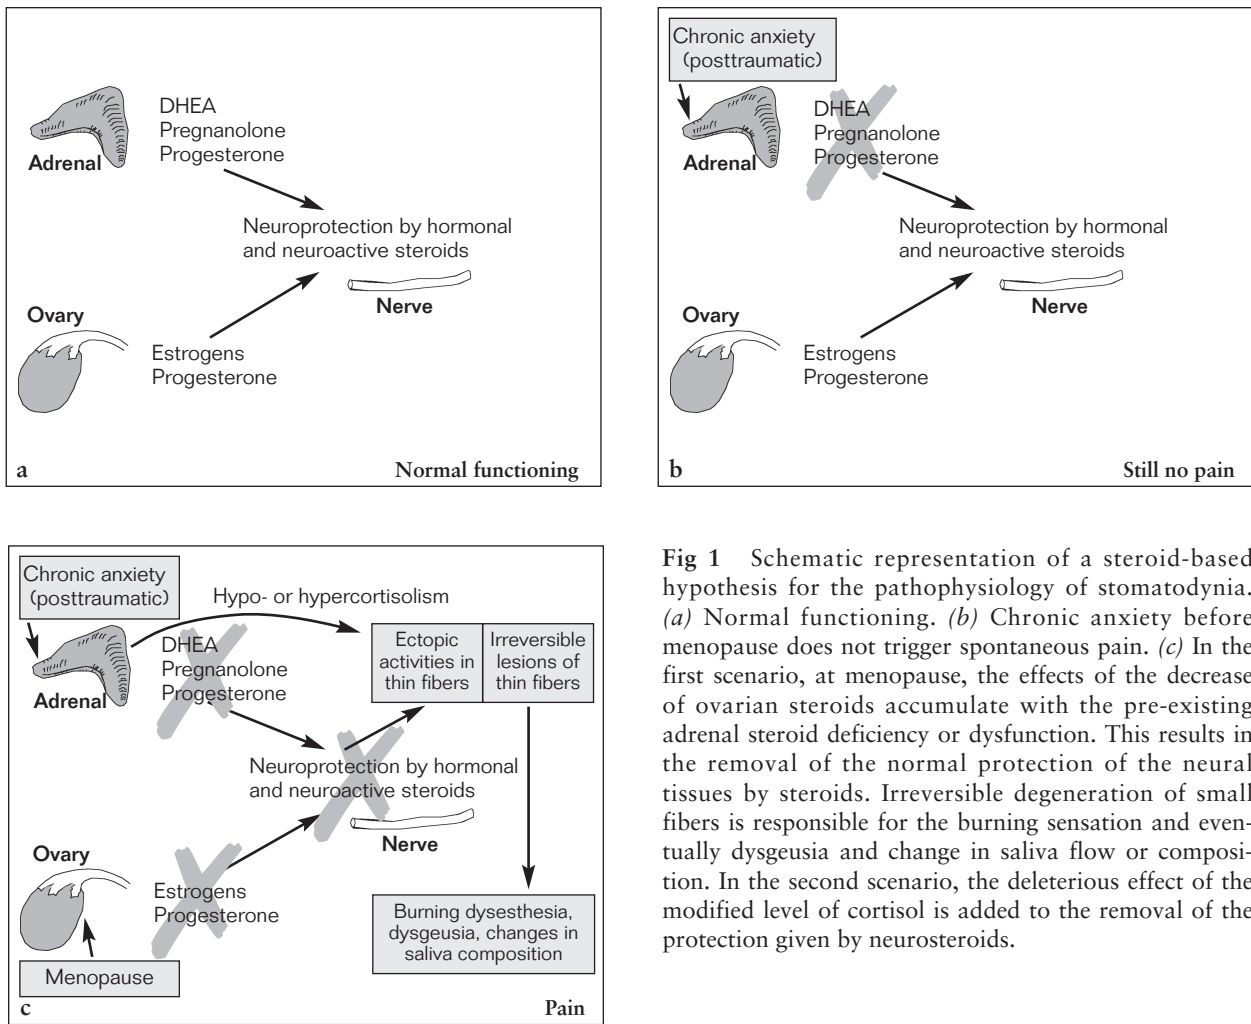 DHEA
Pregnanolone
Progesterone
Adrenal
Neuroprotection by hormonal
and neuroactive steroids
Nerve
Ovary
Estrogens
Progesterone
a
Normal functioning
Chronic anxiety
(posttraumatic)
DHEA
Pregnanolone
Progesterone
Adrenal
Neuroprotection by hormonal
and neuroactive steroids
Nerve
Ovary
Estrogens
Progesterone
b
Still no pain
Chronic anxiety
(posttraumatic)
Hypo- or hypercortisolism
DHEA
Pregnanolone
Progesterone
Adrenal
Ectopic
activities in
thin fibers
Irreversible
lesions of
thin fibers
Neuroprotection by hormonal
and neuroactive steroids
Nerve
Ovary
Estrogens
Progesterone
Burning dysesthesia,
dysgeusia, changes in
saliva composition
Menopause
c
Pain
Fig 1 Schematic representation of a steroid-based
hypothesis for the pathophysiology of stomatodynia.
(a) Normal functioning. (b) Chronic anxiety before
menopause does not trigger spontaneous pain. (c) In the
first scenario, at menopause, the effects of the decrease
of ovarian steroids accumulate with the pre-existing
adrenal steroid deficiency or dysfunction. This results in
the removal of the normal protection of the neural
tissues by steroids. Irreversible degeneration of small
fibers is responsible for the burning sensation and even-
tually dysgeusia and change in saliva flow or composi-
tion. In the second scenario, the deleterious effect of the
modified level of cortisol is added to the removal of the
protection given by neurosteroids.